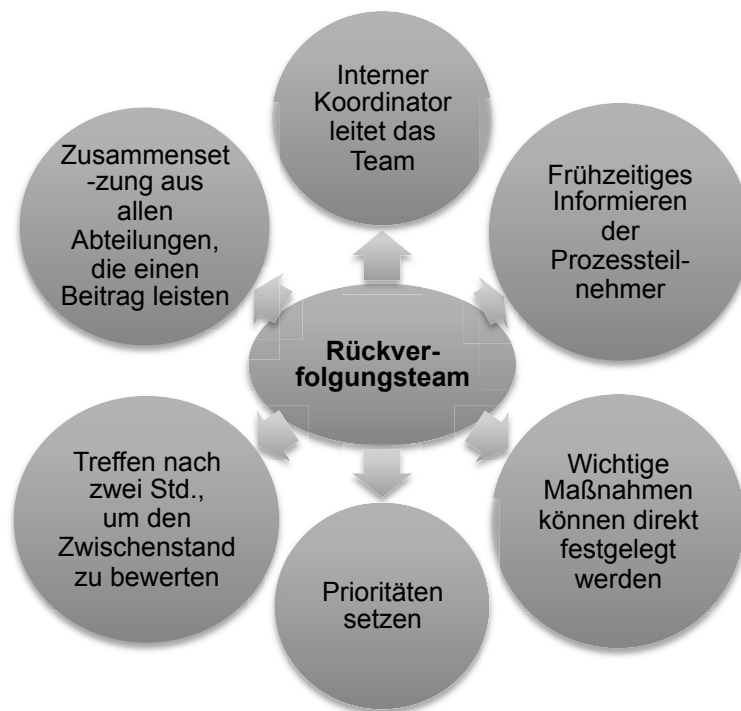 Interner
Koordinator
leitet das
Team
Frühzeitiges
Informieren
der
Prozessteil-
nehmer
Wichtige
Maßnahmen
können direkt
festgelegt
werden
Prioritäten
setzen
Treffen nach
zwei Std.,
um den
Zwischenstand
zu bewerten
Zusammenset
-zung aus
allen
Abteilungen,
die einen
Beitrag leisten
Rückver-
folgungsteam